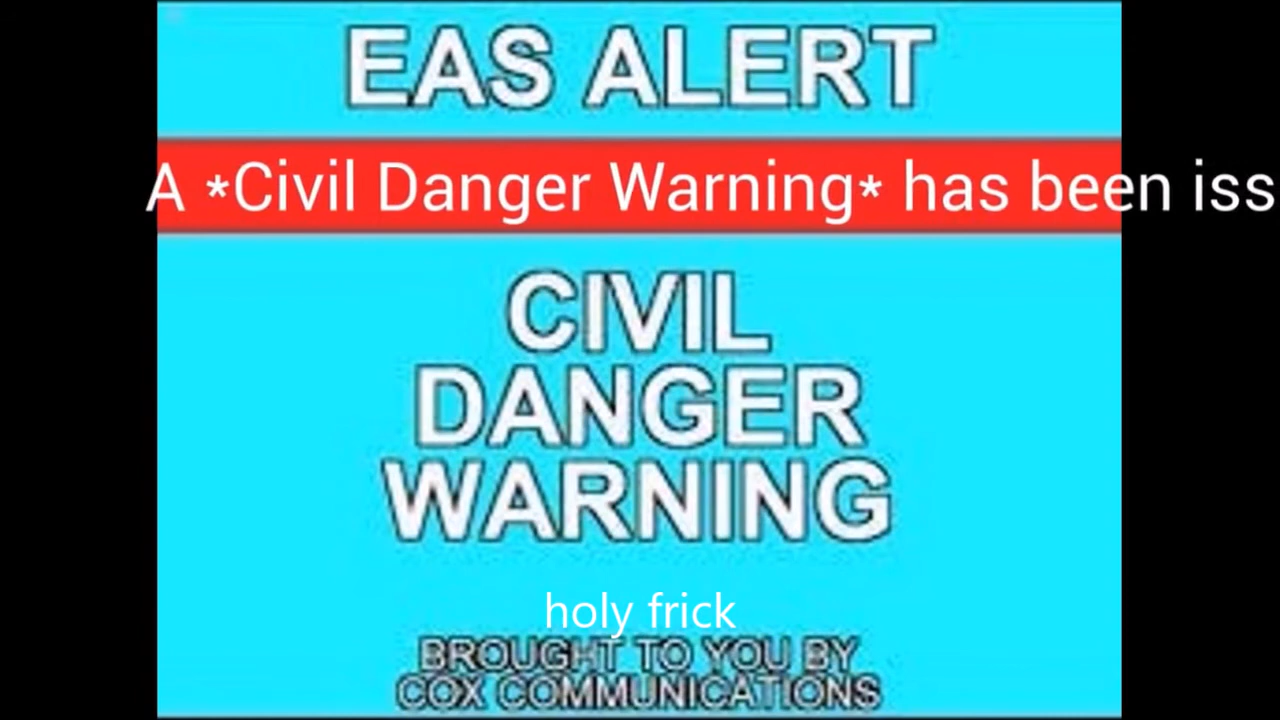 EAS ALERT
A *Civil Danger Warning* has been iss
CIVIL
DANGER
WARNING
holy frick
BROUGHT TO YOU BY
COX COMMUNICATIONS